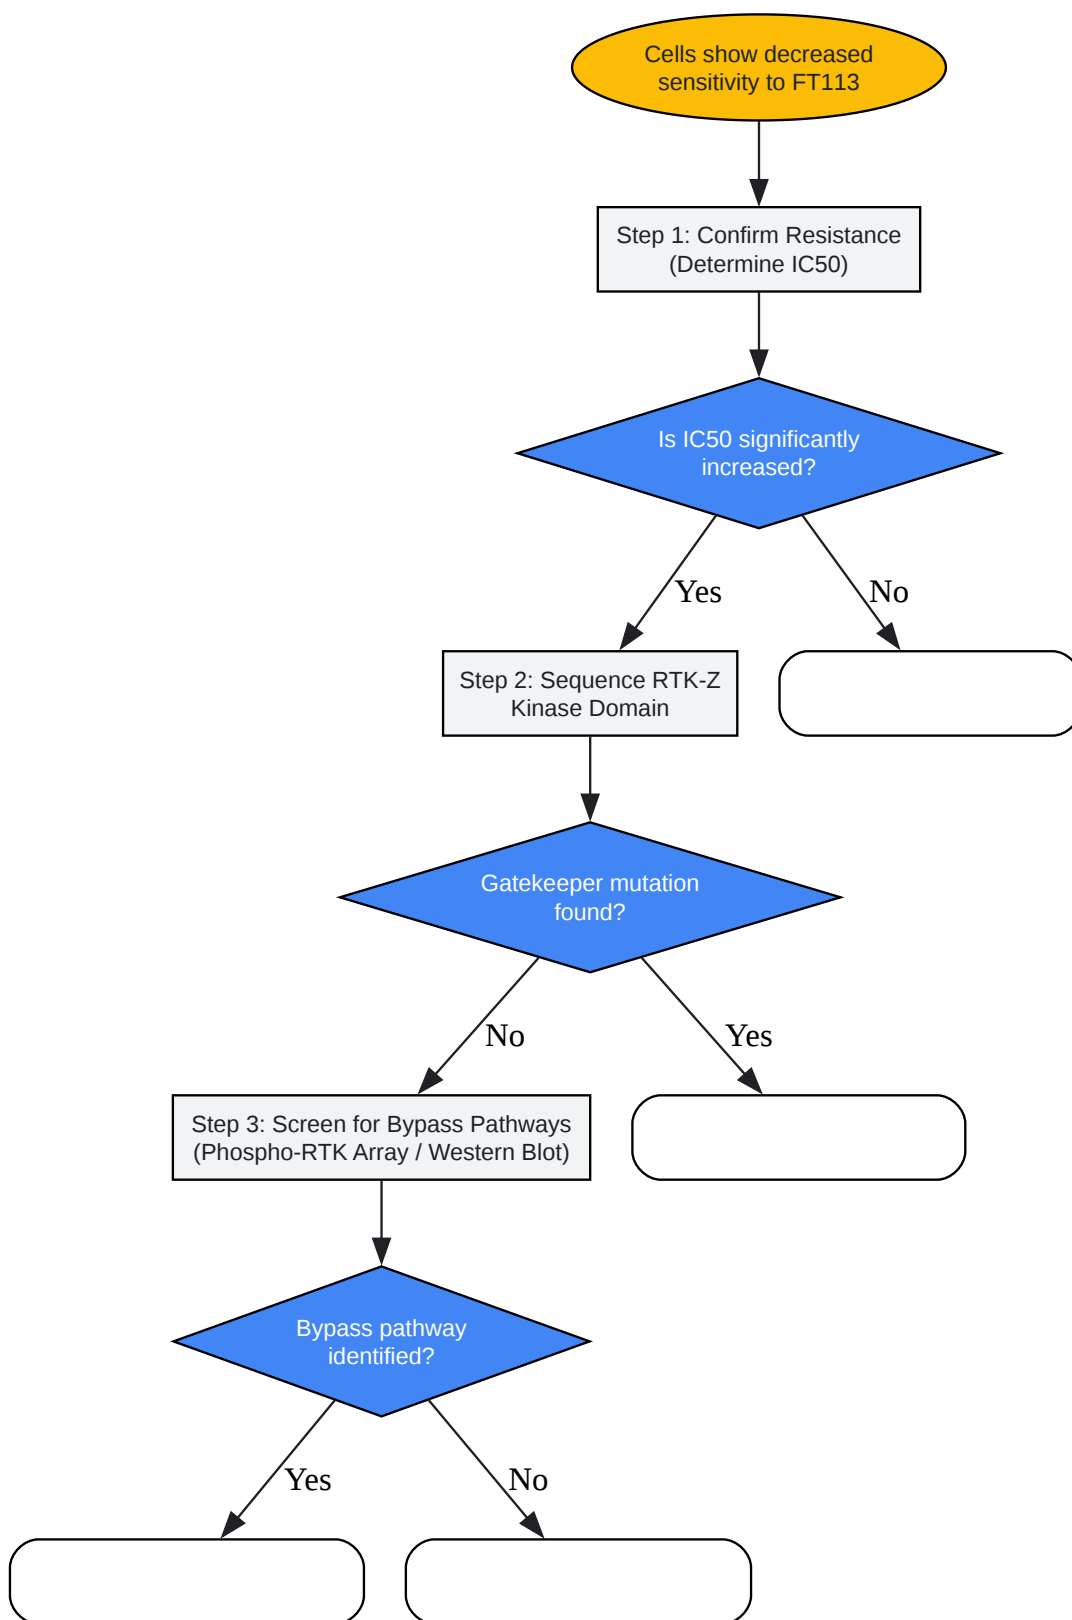 Cells show decreased
sensitivity to FT113
Step 1: Confirm Resistance
(Determine IC50)
Is IC50 significantly
increased?
Yes
No
Step 2: Sequence RTK-Z
Kinase Domain
Gatekeeper mutation
found?
No
Yes
Step 3: Screen for Bypass Pathways
(Phospho-RTK Array / Western Blot)
Bypass pathway
identified?
Yes
No